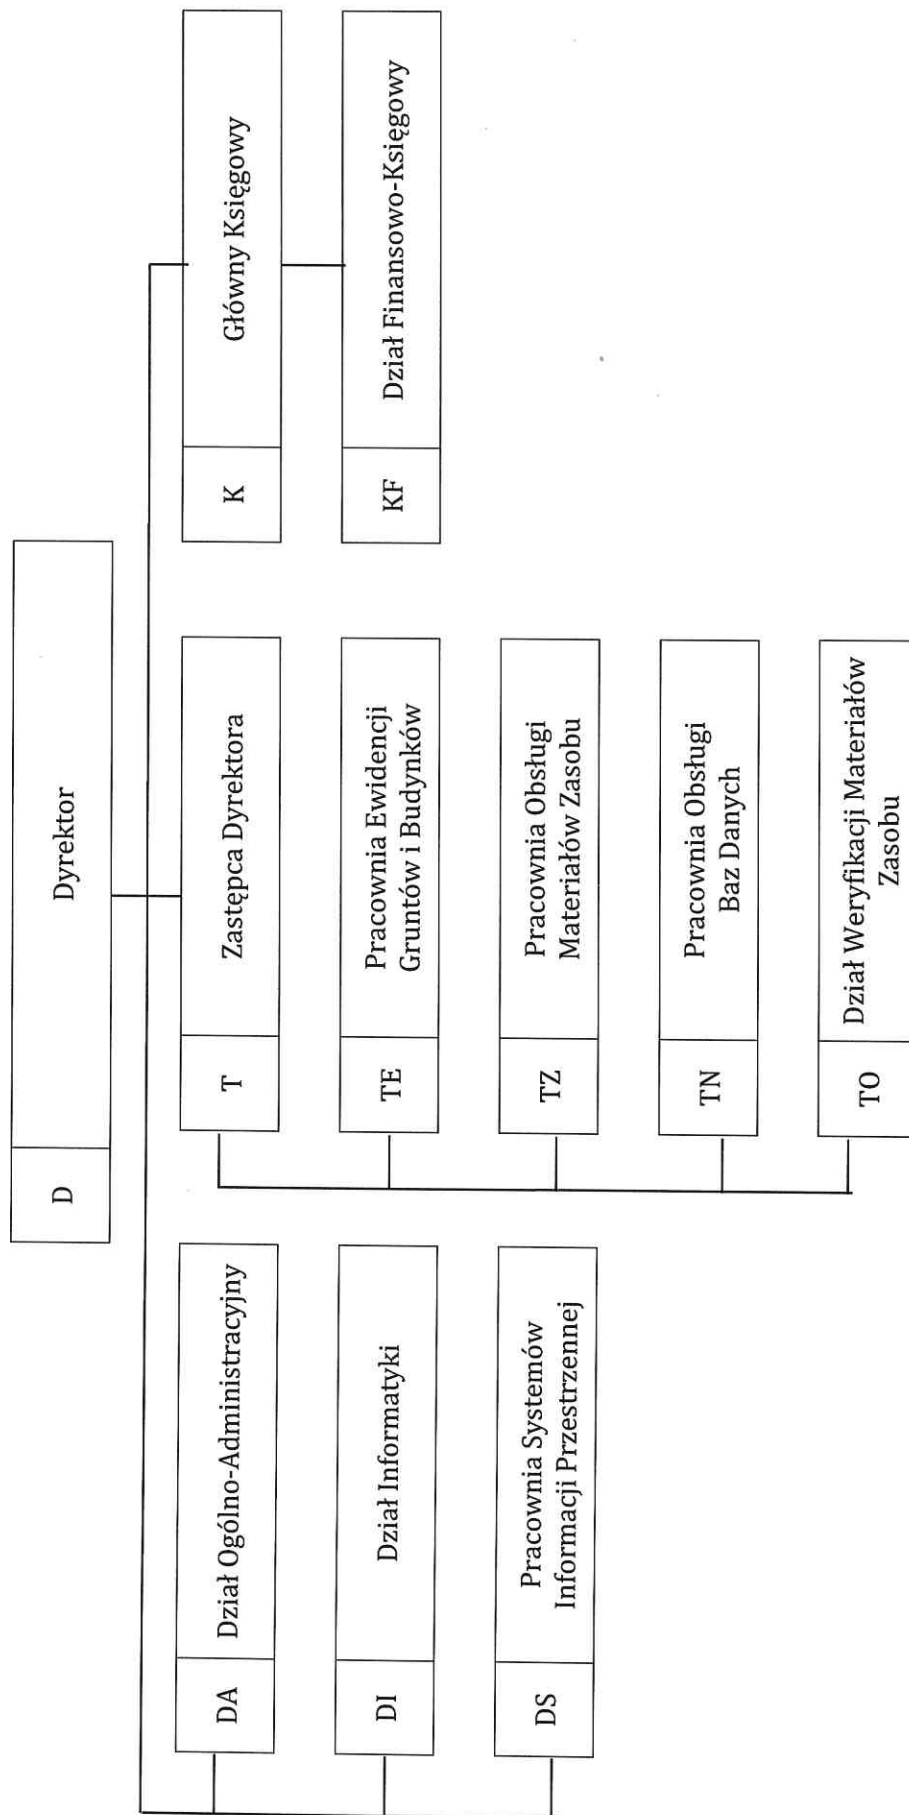 D
Dyrektor
DA
Dział Ogólno-Administracyjny
DI
Dział Informatyki
DS
Pracownia Systemów
Informacji Przestrzennej
T
Zastępca Dyrektora
TE
Pracownia Ewidencji
Gruntów i Budynków
TZ
Pracownia Obsługi
Materiałów Zasobu
TN
Pracownia Obsługi
Baz Danych
TO
Dział Weryfikacji Materiałów
Zasobu
K
Główny Księgowy
KF
Dział Finansowo-Księgowy